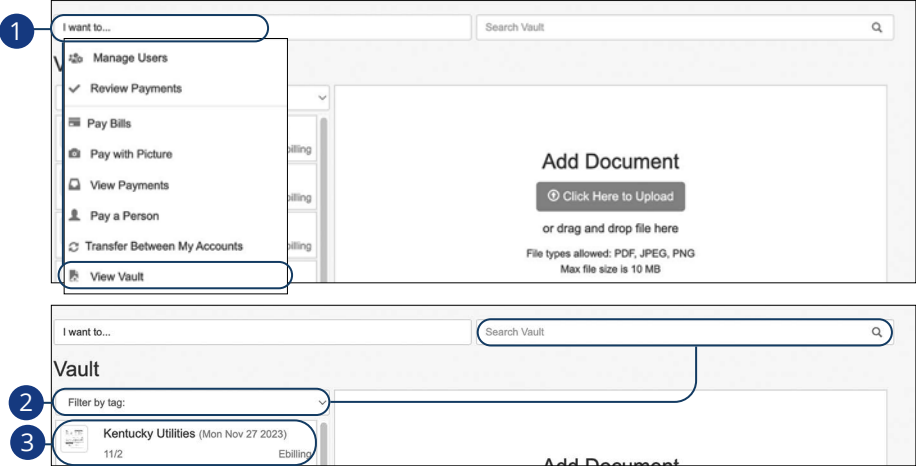 1
I want to...
Search Vault
Manage Users
Review Payments
Pay Bills
Pay with Picture
View Payments
Pay a Person
Transfer Between My Accounts
View Vault
Add Document
Click Here to Upload
or drag and drop file here
File types allowed: PDF, JPEG, PNG
Max file size is 10 MB
I want to...
Search Vault
Vault
2
Filter by tag:
3
Kentucky Utilities (Mon Nov 27 2023)
11/2 Ebilling
Add Document